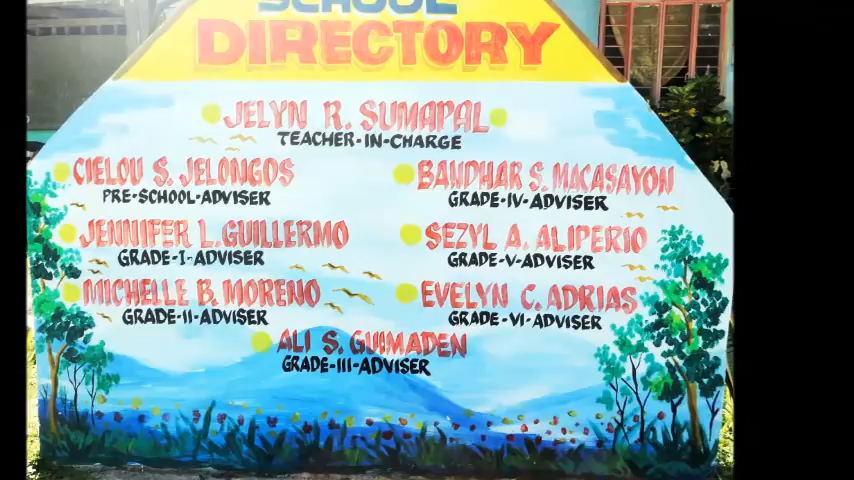 SCHOOL
DIRECTORY
JELYN R. SUMAPAL
TEACHER-IN-CHARGE
CIELOU S. JELONGOS
PRE-SCHOOL-ADVISER
BANDHAR S. MACASAYON
GRADE-IV-ADVISER
JENNIFER L. GUILLERMO
GRADE-I-ADVISER
SEZYL A. ALIPERIO
GRADE-V-ADVISER
MICHELLE B. MORENO
GRADE-II-ADVISER
EVELYN C. ADRIAS
GRADE-VI-ADVISER
ALI S. GUIMADEN
GRADE-III-ADVISER